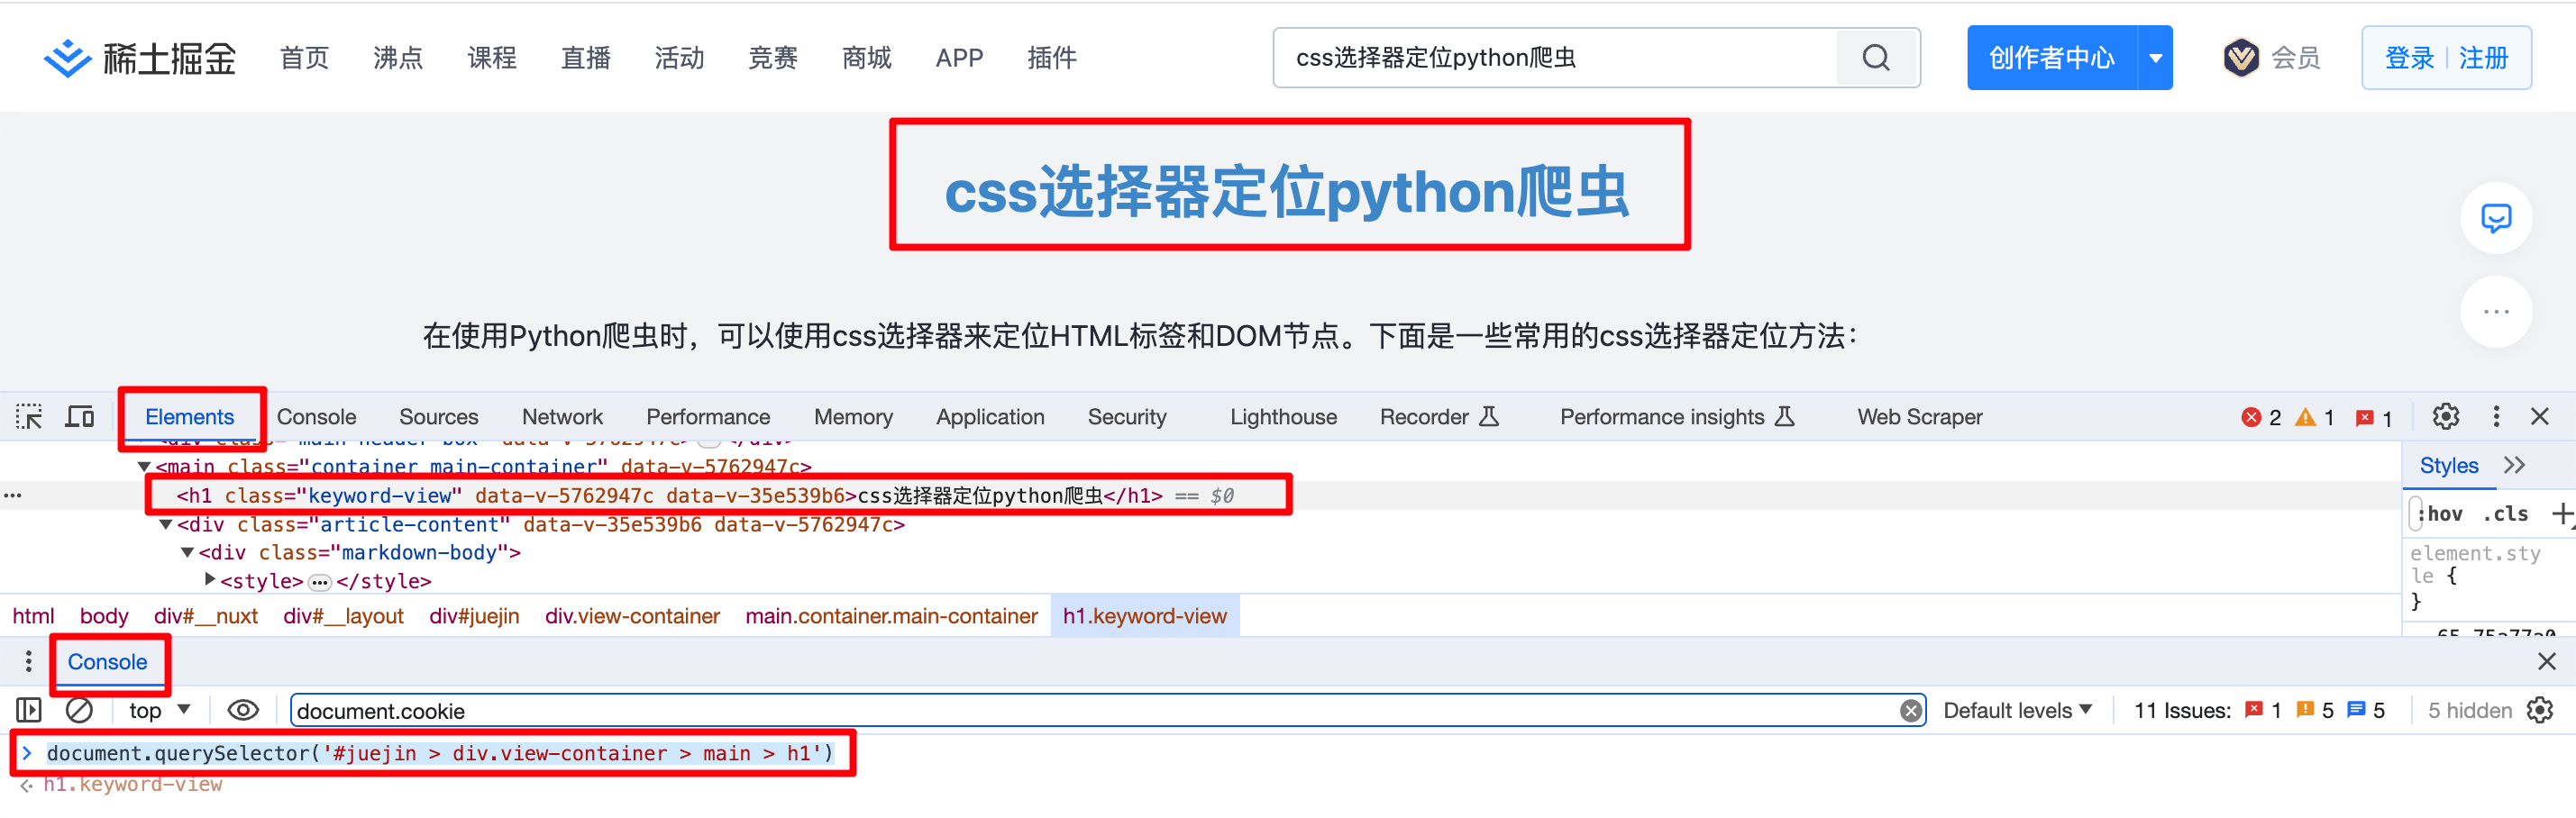 稀土掘金 首页 沸点 课程 直播 活动 竞赛 商城 APP 插件 css选择器定位python爬虫 创作者中心 会员 登录 注册
css选择器定位python爬虫
在使用Python爬虫时，可以使用css选择器来定位HTML标签和DOM节点。下面是一些常用的css选择器定位方法：
Elements Console Sources Network Performance Memory Application Security Lighthouse Recorder Performance insights Web Scraper 2 1 1
<div class="main-header-box" data-v-5762947c> … </div>
<main class="container main-container" data-v-5762947c>
Styles
<h1 class="keyword-view" data-v-5762947c data-v-35e539b6>css选择器定位python爬虫</h1> == $0
:hov .cls +
<div class="article-content" data-v-35e539b6 data-v-5762947c>
<div class="markdown-body">
element.sty
<style> … </style>
le {
}
html body div#__nuxt div#__layout div#juejin div.view-container main.container.main-container h1.keyword-view
Console
top document.cookie Default levels 11 Issues: 1 5 5 5 hidden
> document.querySelector('#juejin > div.view-container > main > h1')
h1.keyword-view